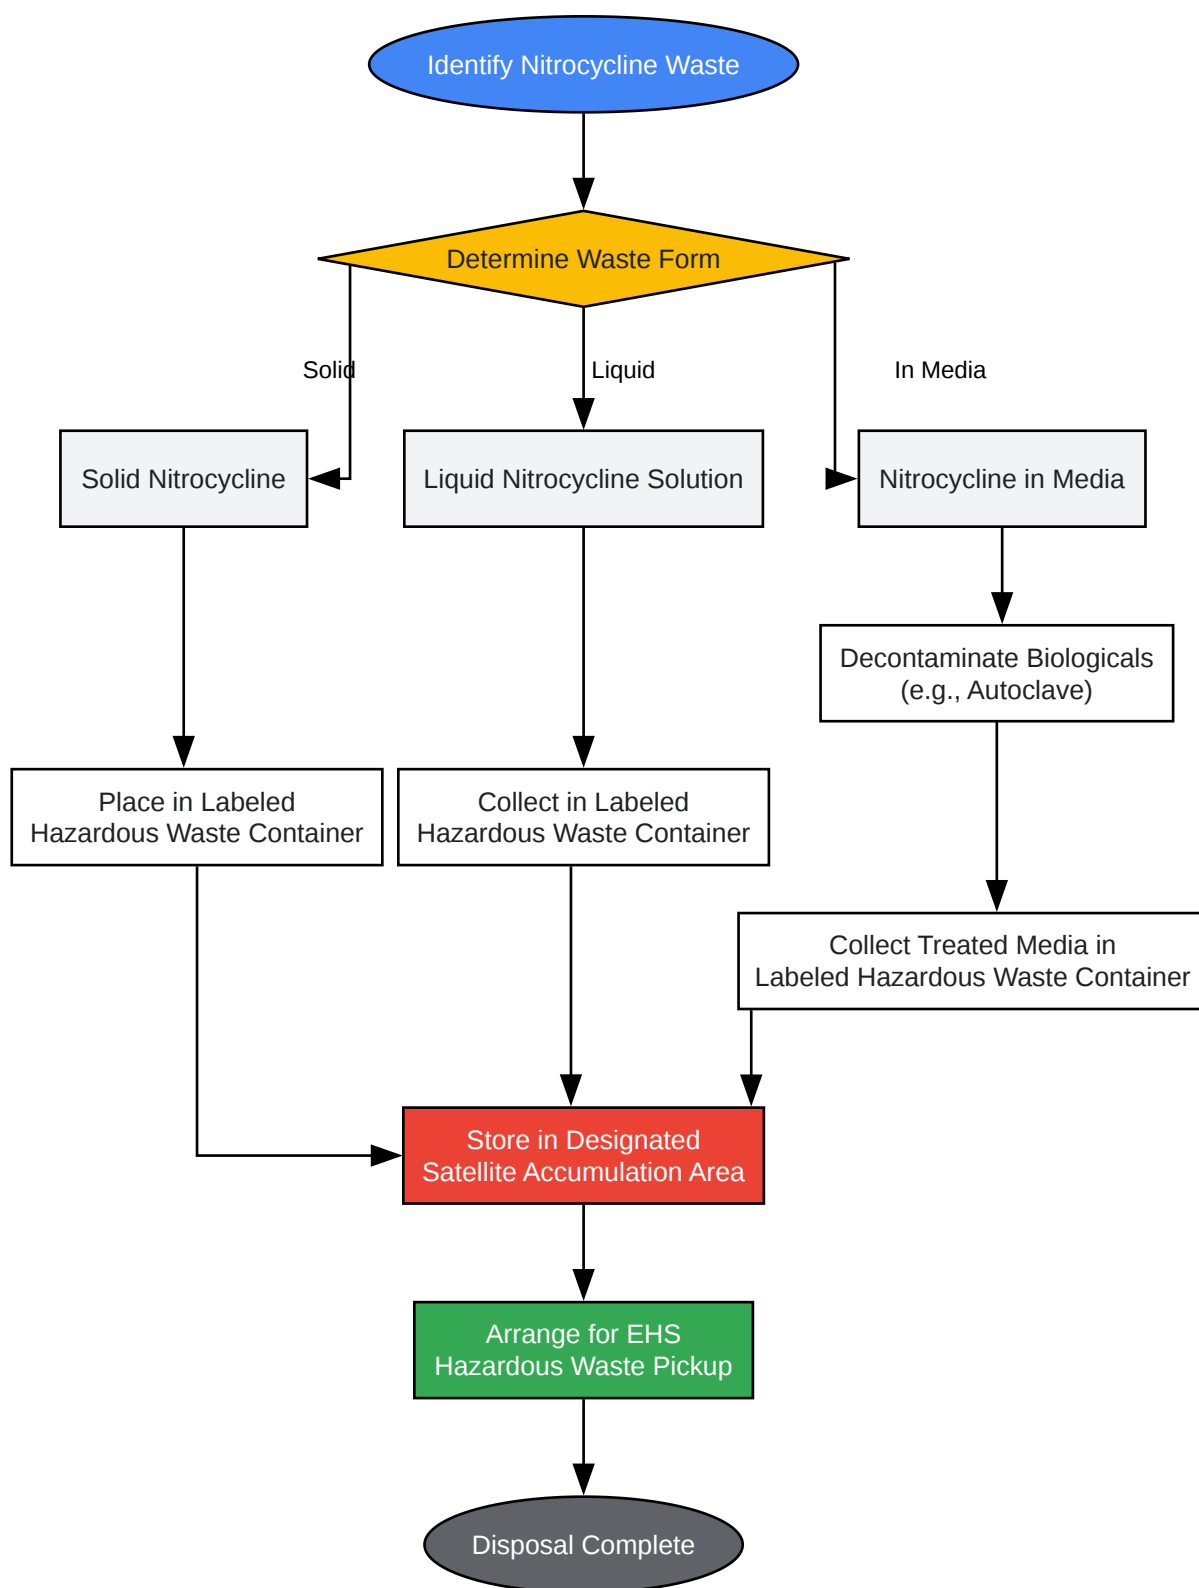 Identify Nitrocycline Waste
Determine Waste Form
Solid
Liquid
In Media
Solid Nitrocycline
Liquid Nitrocycline Solution
Nitrocycline in Media
Decontaminate Biologicals
(e.g., Autoclave)
Place in Labeled
Hazardous Waste Container
Collect in Labeled
Hazardous Waste Container
Collect Treated Media in
Labeled Hazardous Waste Container
Store in Designated
Satellite Accumulation Area
Arrange for EHS
Hazardous Waste Pickup
Disposal Complete